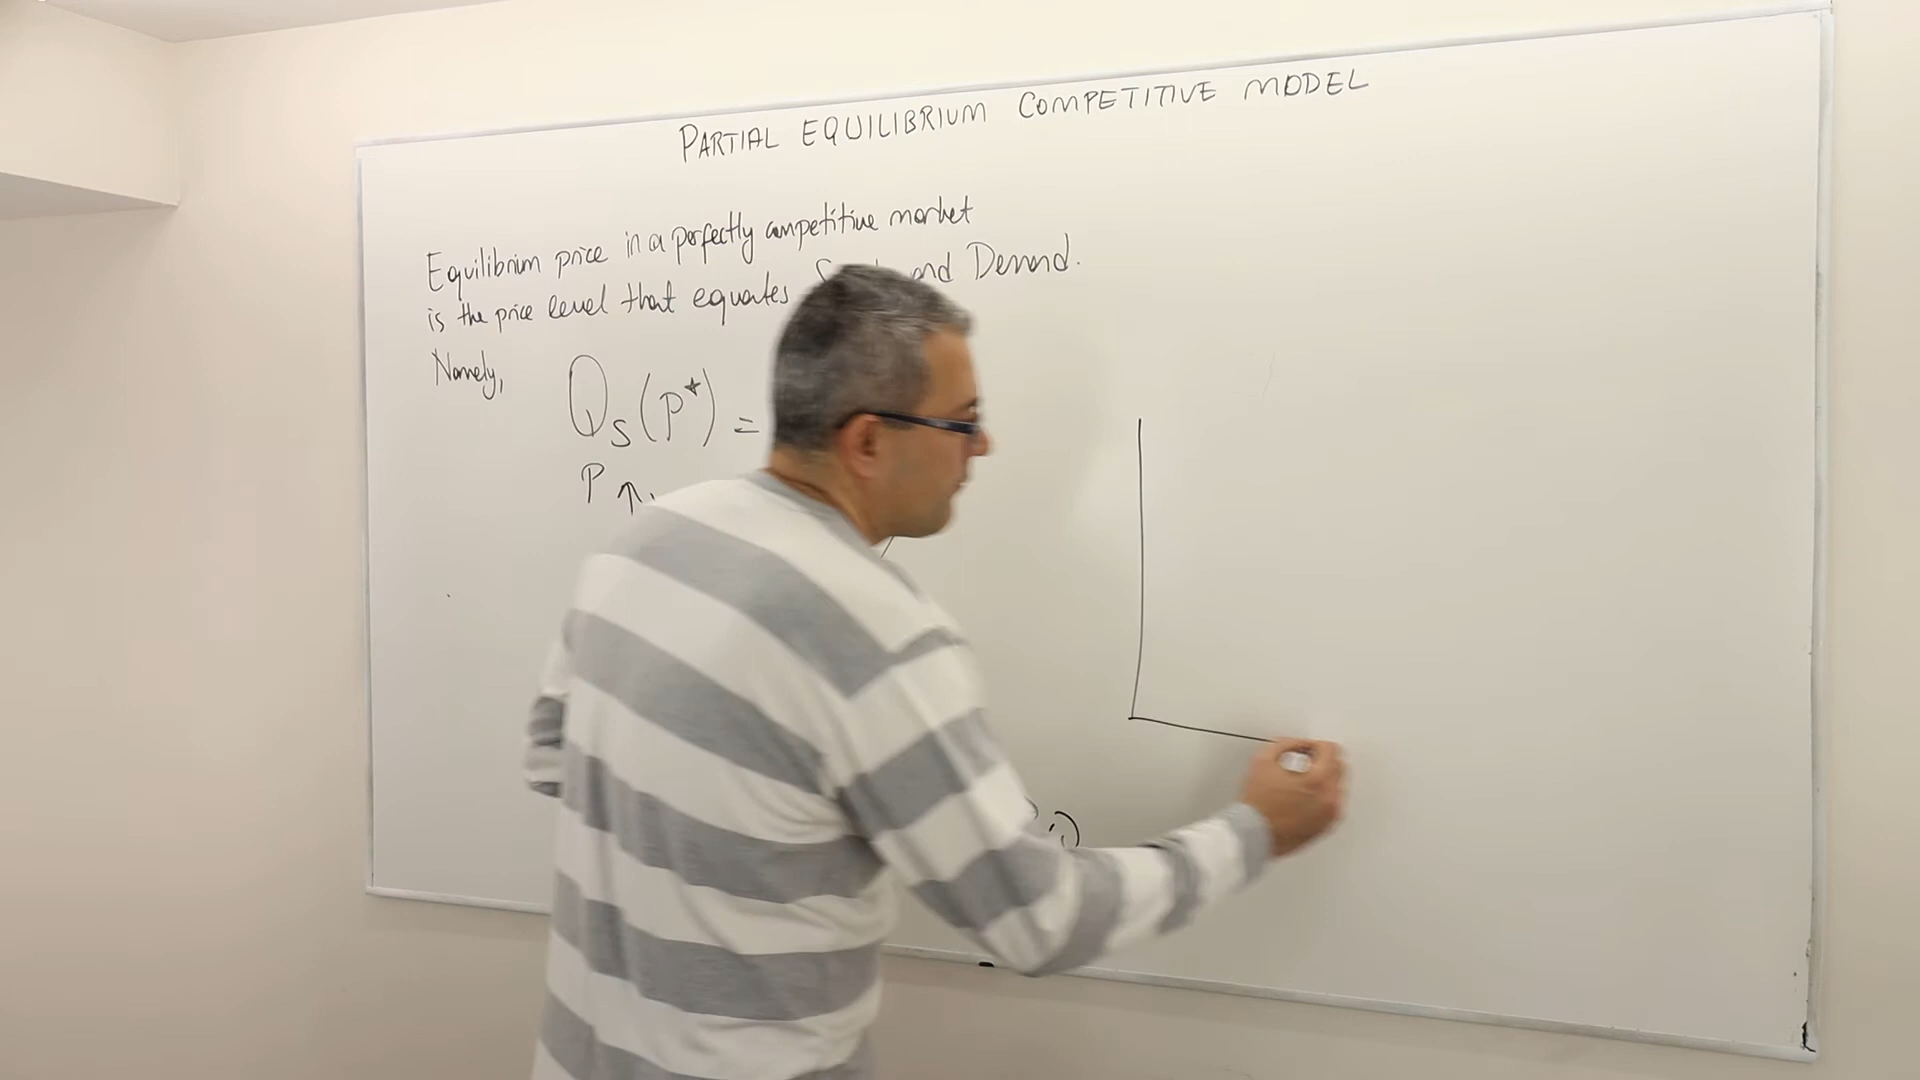 PARTIAL EQUILIBRIUM COMPETITIVE MODEL
Equilibrium price in a perfectly competitive market
is the price level that equates and Demand.
Namely,
Qs(p*) =
P ↑